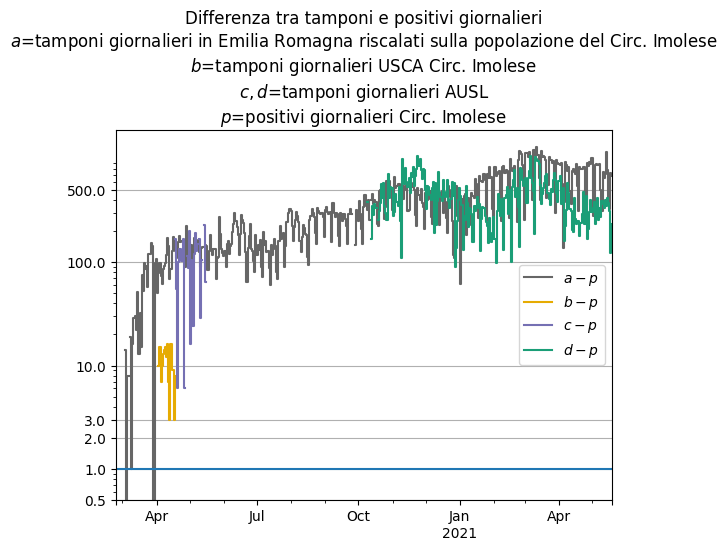 Differenza tra tamponi e positivi giornalieri
a=tamponi giornalieri in Emilia Romagna riscalati sulla popolazione del Circ. Imolese
b=tamponi giornalieri USCA Circ. Imolese
c, d=tamponi giornalieri AUSL
p=positivi giornalieri Circ. Imolese
500.0
100.0
10.0
3.0
2.0
1.0
0.5
a − p
b − p
c − p
d − p
Apr
Jul
Oct
Jan
Apr
2021